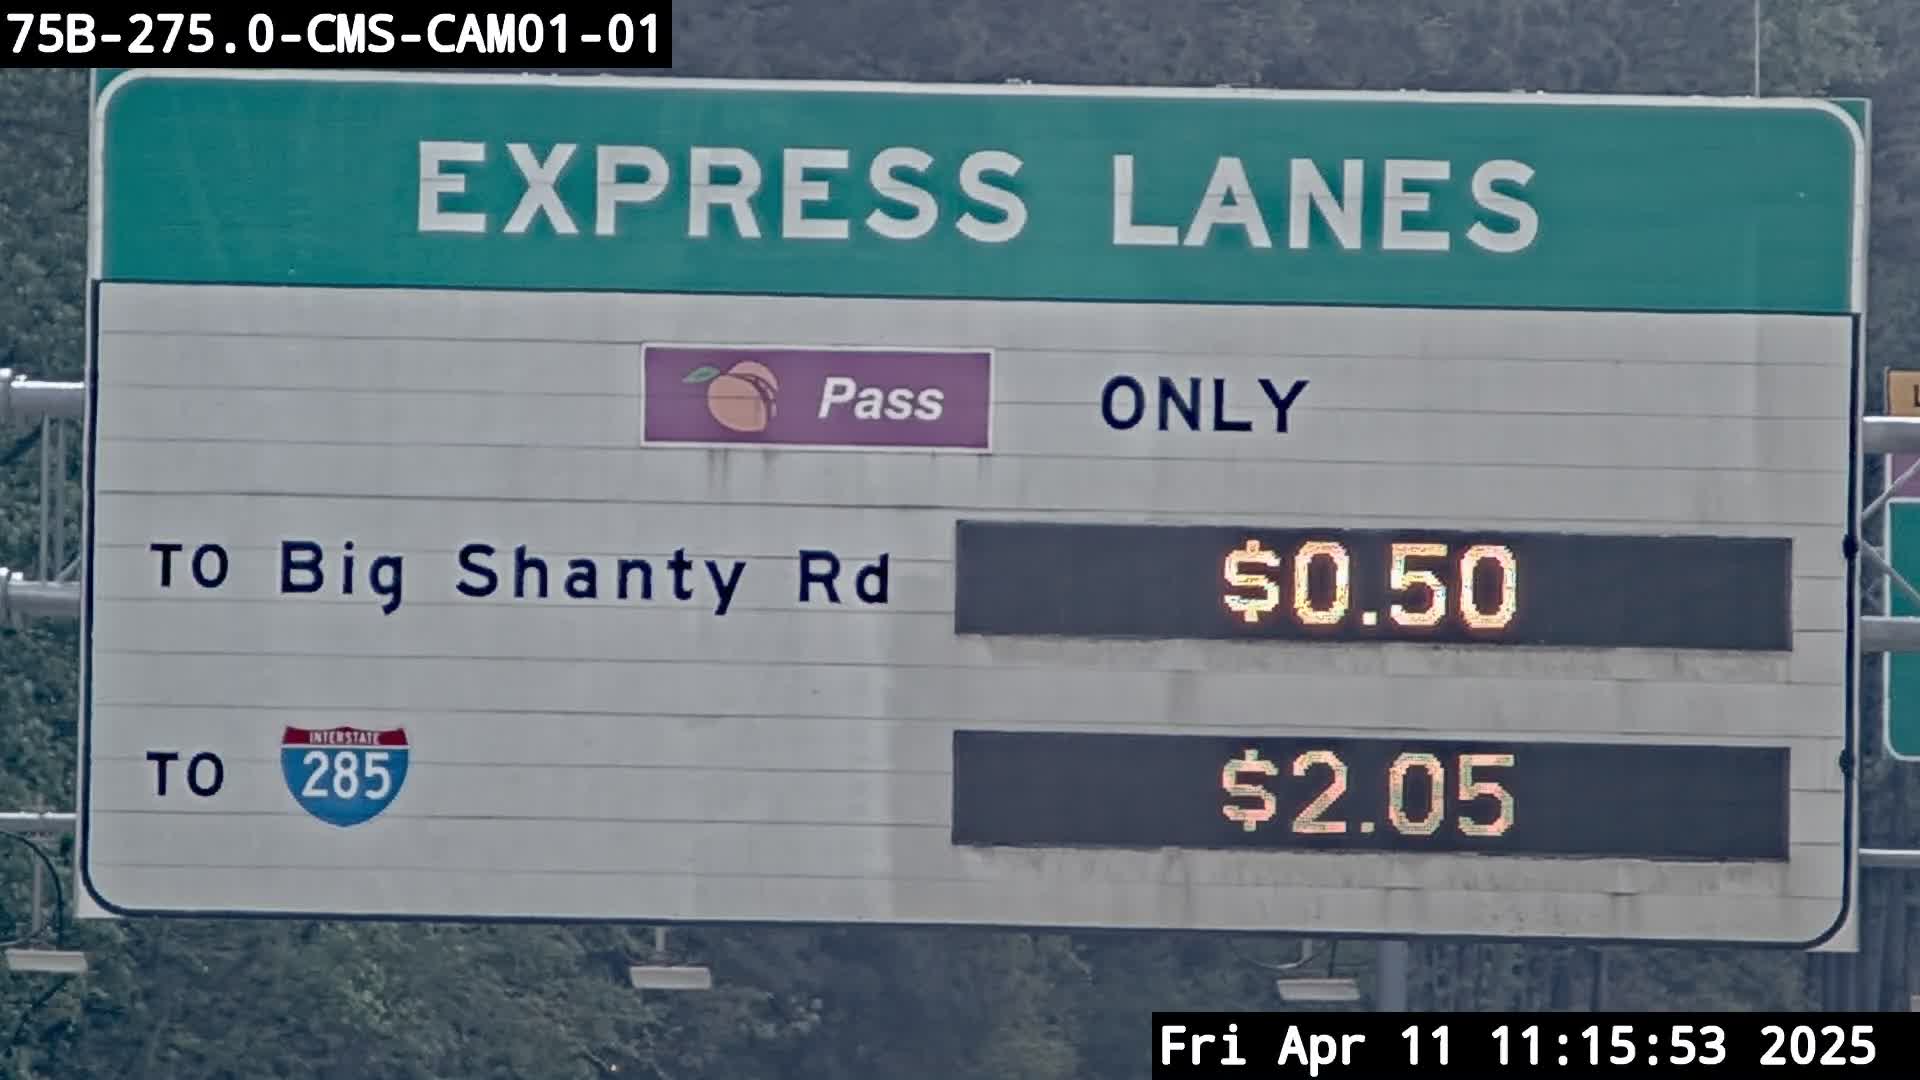 75B-275.0-CMS-CAM01-01
EXPRESS LANES
Pass ONLY
TO Big Shanty Rd $0.50
TO INTERSTATE 285 $2.05
Fri Apr 11 11:15:53 2025